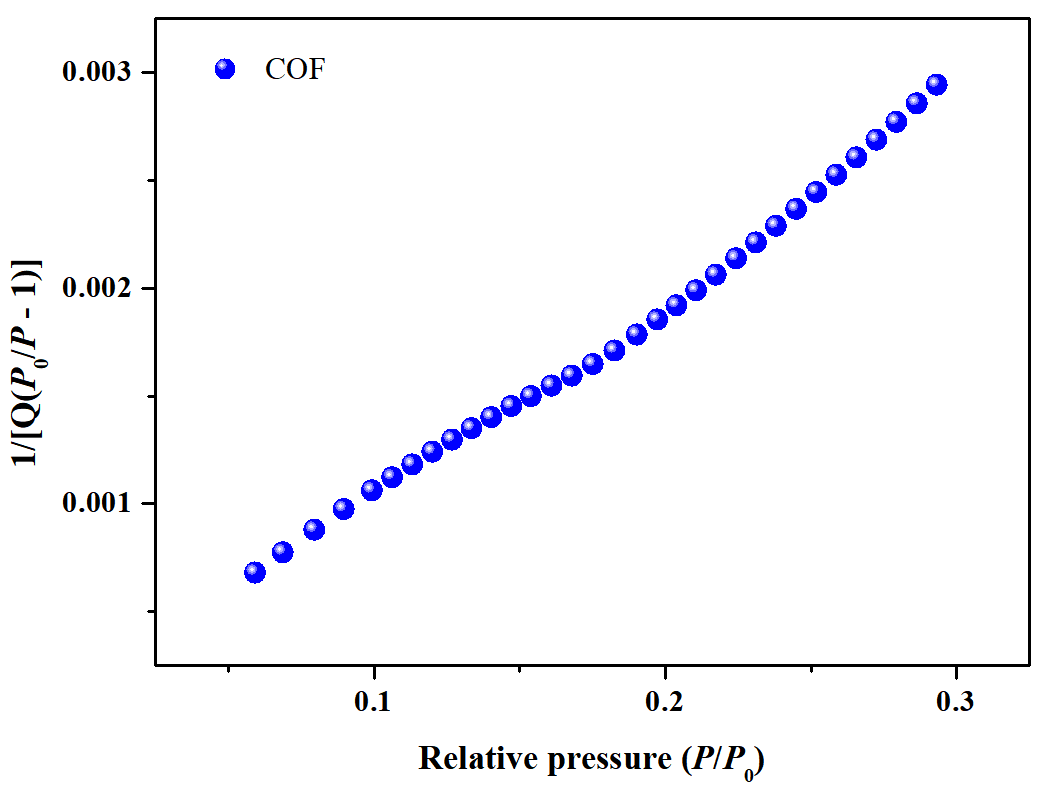 COF
0.003
0.002
0.001
1/[Q(P₀/P - 1)]
0.1 0.2 0.3
Relative pressure (P/P₀)